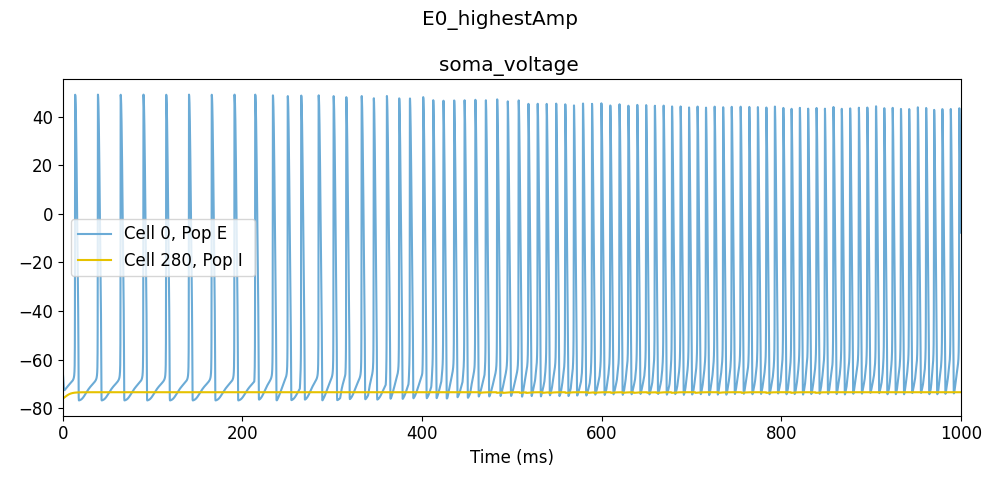 E0_highestAmp
soma_voltage
40
20
0
−20
−40
−60
−80
Cell 0, Pop E
Cell 280, Pop I
0 200 400 600 800 1000
Time (ms)